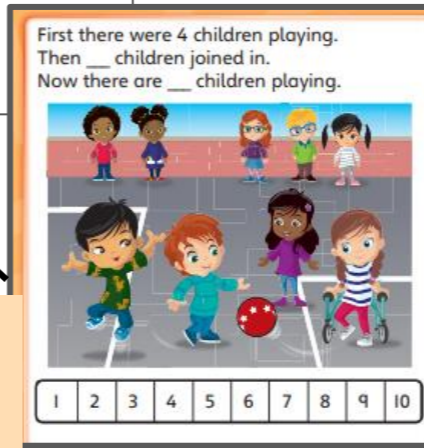 First there were 4 children playing.
Then __ children joined in.
Now there are __ children playing.
1 2 3 4 5 6 7 8 9 10